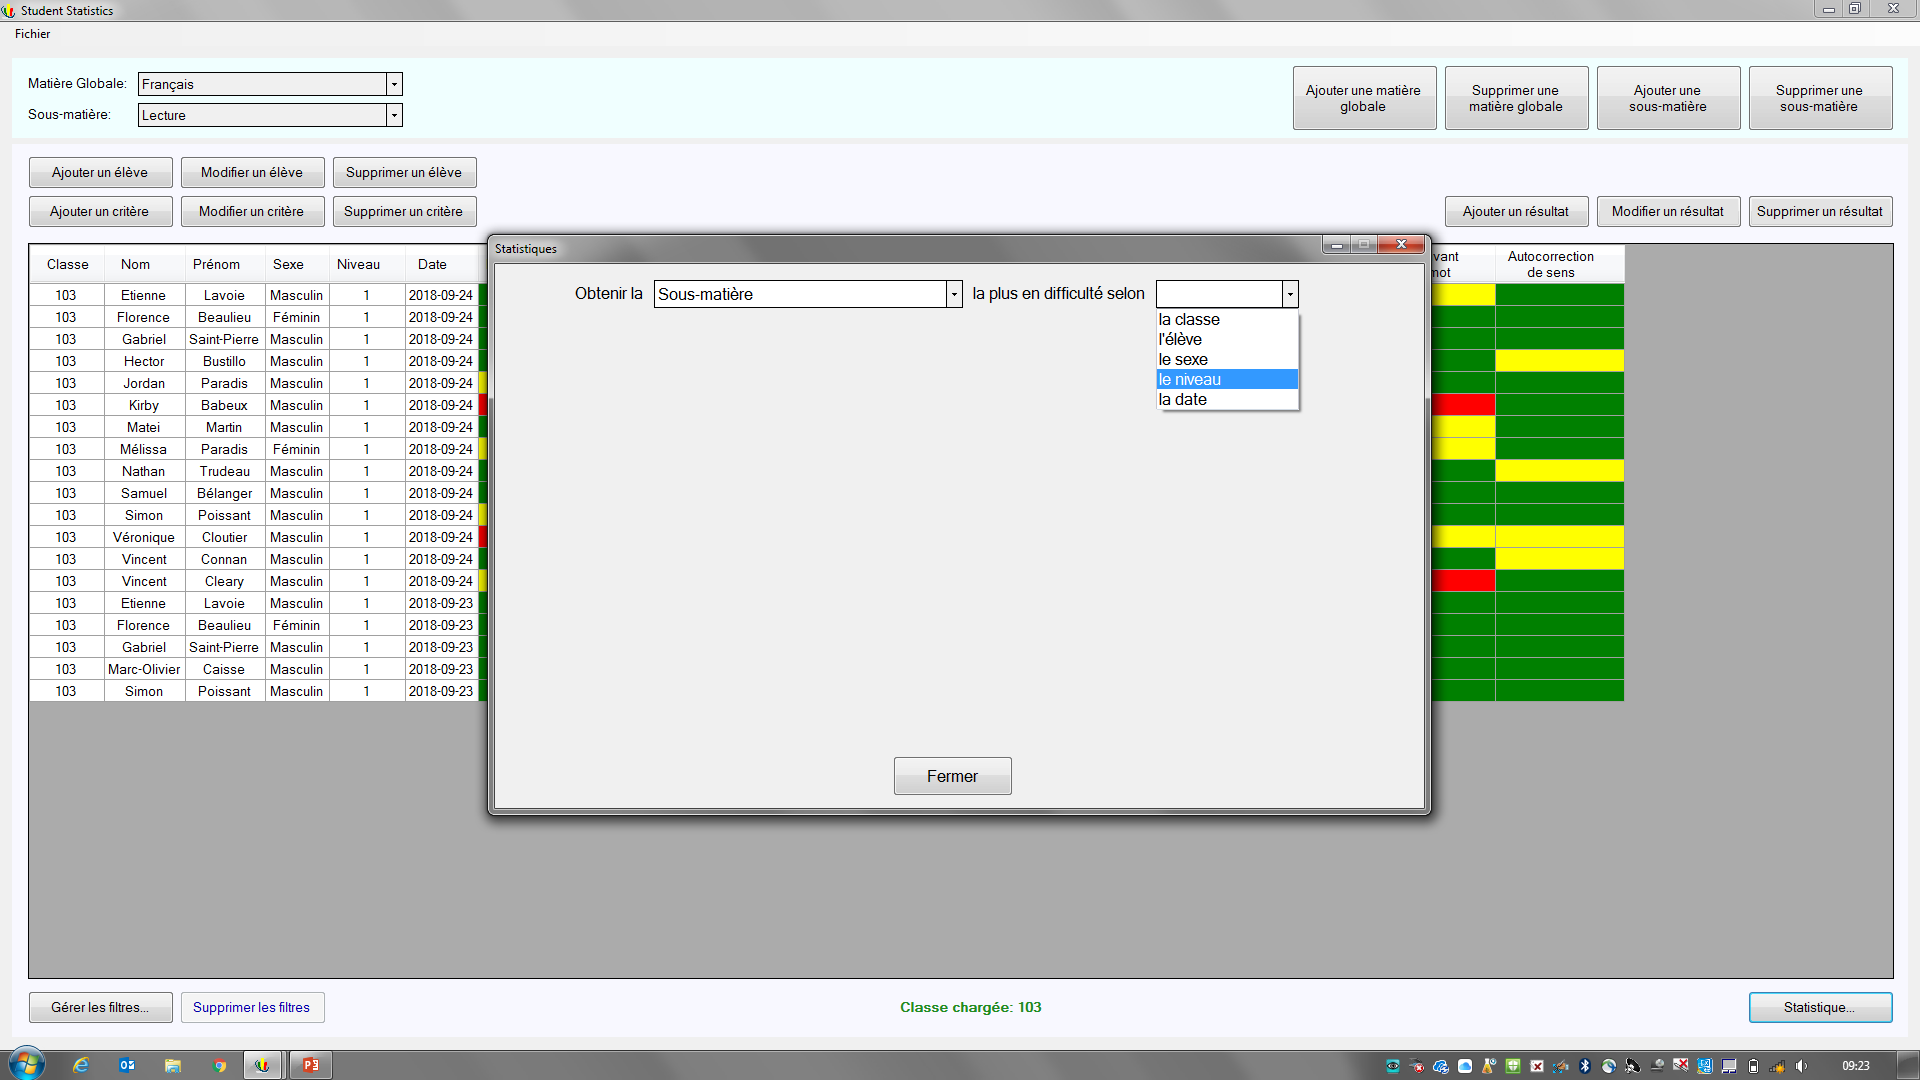 Student Statistics
Fichier
Matière Globale: Français
Sous-matière: Lecture
Ajouter une matière globale
Supprimer une matière globale
Ajouter une sous-matière
Supprimer une sous-matière
Ajouter un élève Modifier un élève Supprimer un élève
Ajouter un critère Modifier un critère Supprimer un critère
Ajouter un résultat Modifier un résultat Supprimer un résultat
Statistiques
Obtenir la Sous-matière la plus en difficulté selon
la classe
l'élève
le sexe
le niveau
la date
Fermer
Classe Nom Prénom Sexe Niveau Date
vant
mot
Autocorrection
de sens
103 Etienne Lavoie Masculin 1 2018-09-24
103 Florence Beaulieu Féminin 1 2018-09-24
103 Gabriel Saint-Pierre Masculin 1 2018-09-24
103 Hector Bustillo Masculin 1 2018-09-24
103 Jordan Paradis Masculin 1 2018-09-24
103 Kirby Babeux Masculin 1 2018-09-24
103 Matei Martin Masculin 1 2018-09-24
103 Mélissa Paradis Féminin 1 2018-09-24
103 Nathan Trudeau Masculin 1 2018-09-24
103 Samuel Bélanger Masculin 1 2018-09-24
103 Simon Poissant Masculin 1 2018-09-24
103 Véronique Cloutier Masculin 1 2018-09-24
103 Vincent Connan Masculin 1 2018-09-24
103 Vincent Cleary Masculin 1 2018-09-24
103 Etienne Lavoie Masculin 1 2018-09-23
103 Florence Beaulieu Féminin 1 2018-09-23
103 Gabriel Saint-Pierre Masculin 1 2018-09-23
103 Marc-Olivier Caisse Masculin 1 2018-09-23
103 Simon Poissant Masculin 1 2018-09-23
Gérer les filtres... Supprimer les filtres Classe chargée: 103 Statistique...
09:23